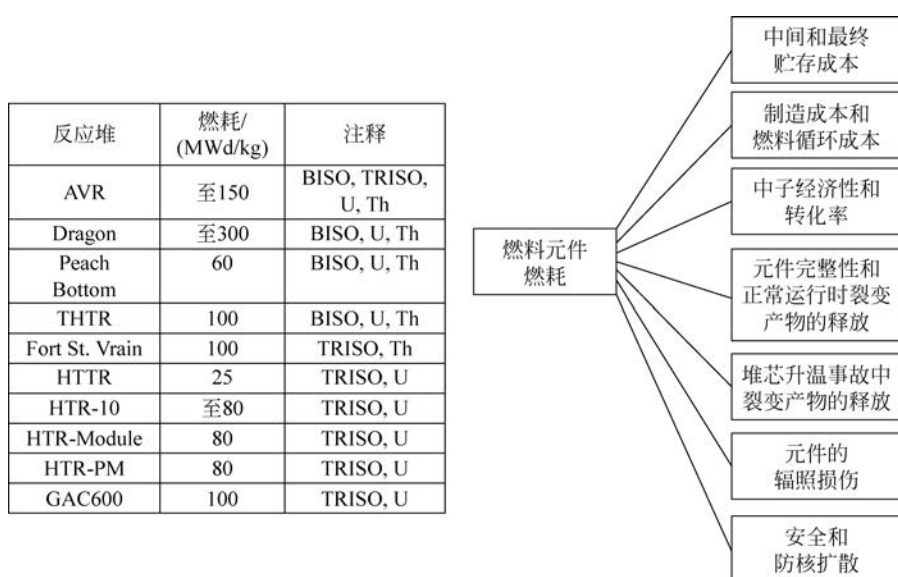 反应堆 燃耗/(MWd/kg) 注释
AVR 至150 BISO, TRISO,
U, Th
Dragon 至300 BISO, U, Th
Peach 60 BISO, U, Th
Bottom
THTR 100 BISO, U, Th
Fort St. Vrain 100 TRISO, Th
HTTR 25 TRISO, U
HTR-10 至80 TRISO, U
HTR-Module 80 TRISO, U
HTR-PM 80 TRISO, U
GAC600 100 TRISO, U
燃料元件
燃耗
中间和最终
贮存成本
制造成本和
燃料循环成本
中子经济性和
转化率
元件完整性和
正常运行时裂变
产物的释放
堆芯升温事故中
裂变产物的释放
元件的
辐照损伤
安全和
防核扩散